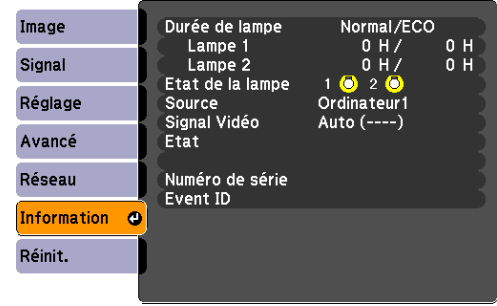 Image
Signal
Réglage
Avancé
Réseau
Information
Réinit.
Durée de lampe Normal/ECO
Lampe 1 0 H / 0 H
Lampe 2 0 H / 0 H
Etat de la lampe 1 2
Source Ordinateur1
Signal Vidéo Auto (----)
Etat
Numéro de série
Event ID